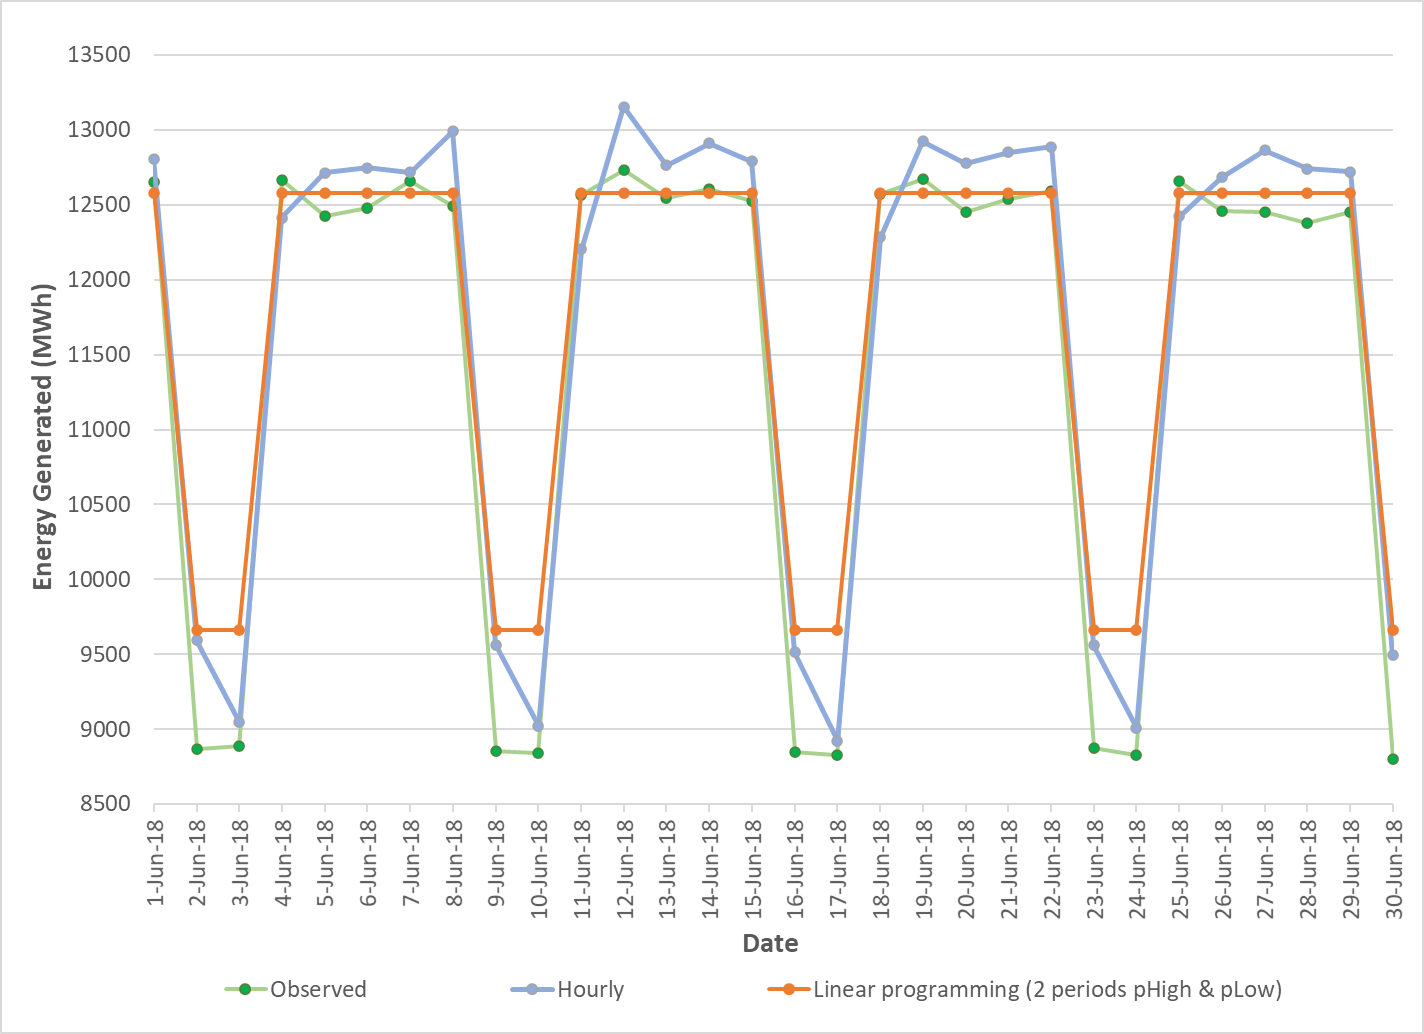 13500
13000
12500
12000
11500
11000
10500
10000
9500
9000
8500
Energy Generated (MWh)
1-Jun-18
2-Jun-18
3-Jun-18
4-Jun-18
5-Jun-18
6-Jun-18
7-Jun-18
8-Jun-18
9-Jun-18
10-Jun-18
11-Jun-18
12-Jun-18
13-Jun-18
14-Jun-18
15-Jun-18
16-Jun-18
17-Jun-18
18-Jun-18
19-Jun-18
20-Jun-18
21-Jun-18
22-Jun-18
23-Jun-18
24-Jun-18
25-Jun-18
26-Jun-18
27-Jun-18
28-Jun-18
29-Jun-18
30-Jun-18
Date
Observed
Hourly
Linear programming (2 periods pHigh & pLow)